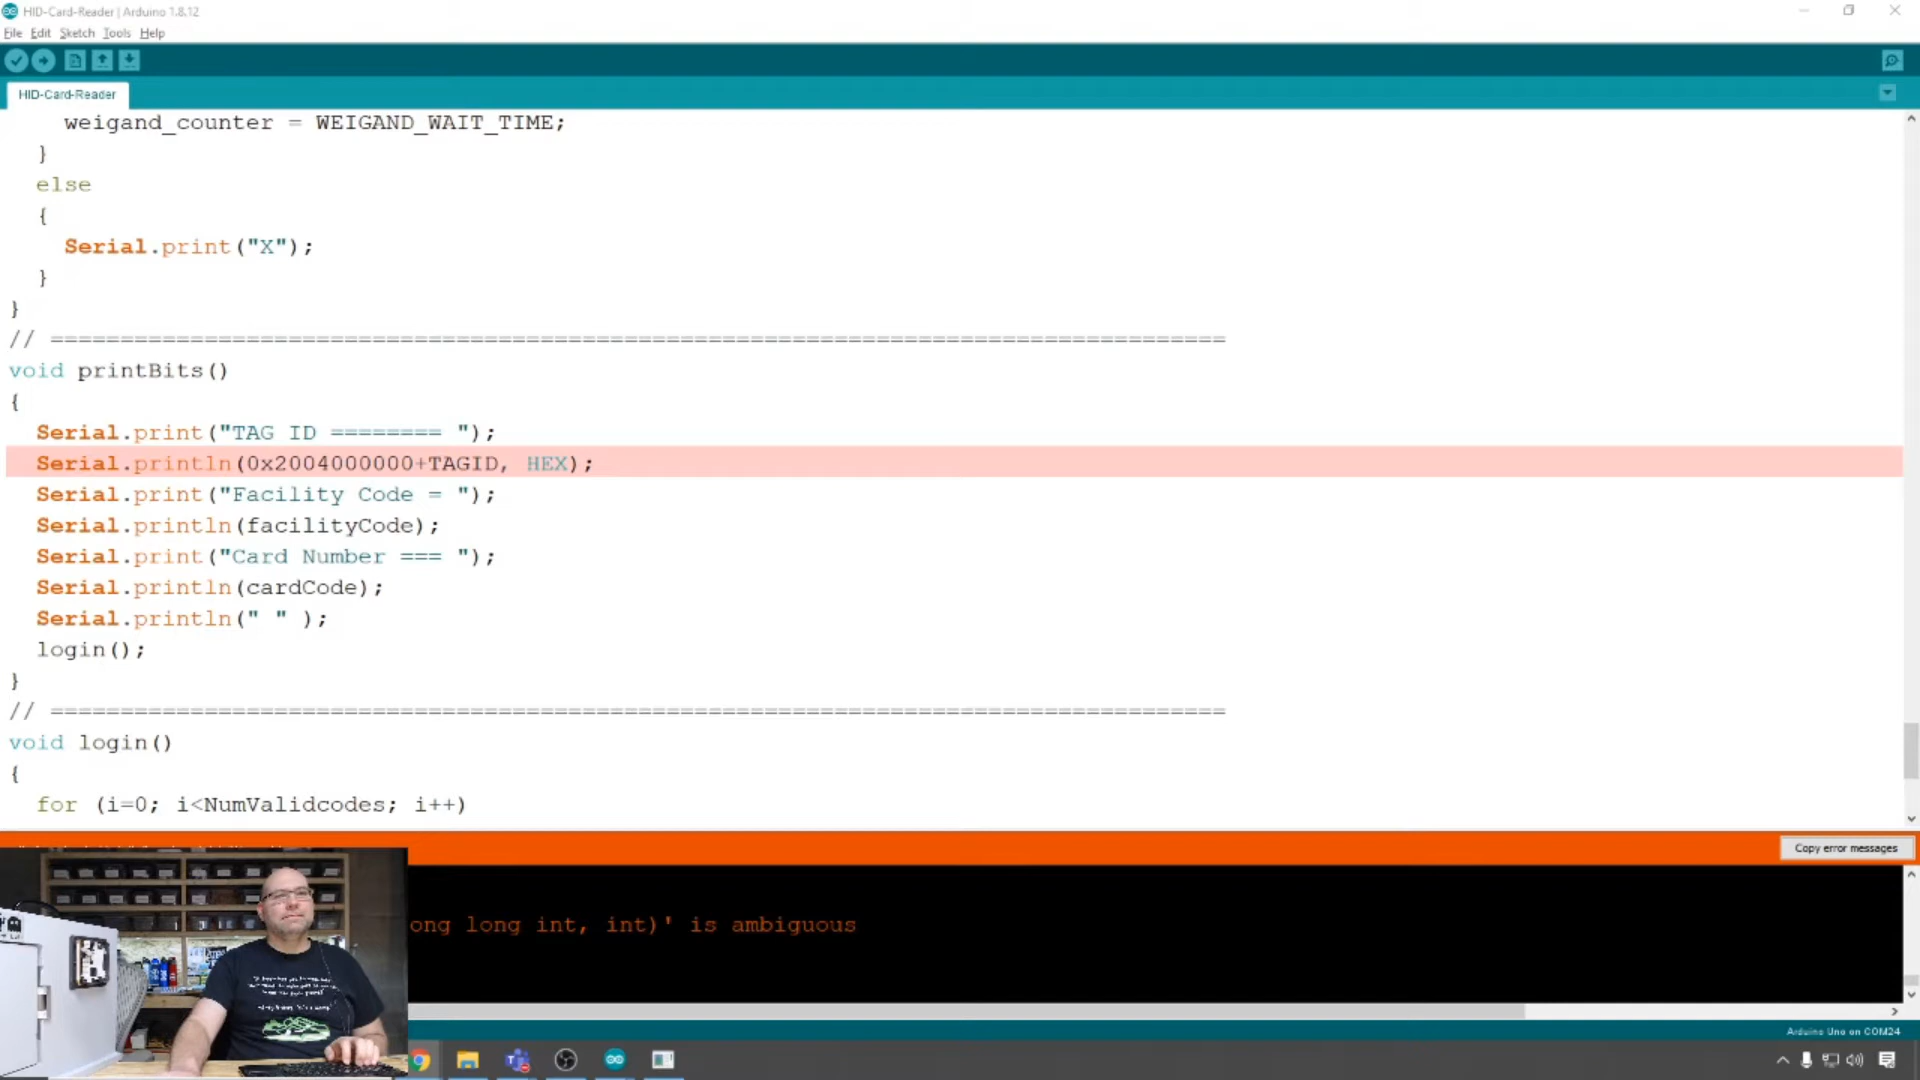 HID-Card-Reader | Arduino 1.8.12
File Edit Sketch Tools Help
HID-Card-Reader
weigand_counter = WEIGAND_WAIT_TIME;
}
else
{
Serial.print("X");
}
}
// =====================================================================================
void printBits()
{
Serial.print("TAG ID ======== ");
Serial.println(0x2004000000+TAGID, HEX);
Serial.print("Facility Code = ");
Serial.println(facilityCode);
Serial.print("Card Number === ");
Serial.println(cardCode);
Serial.println(" " );
login();
}
// =====================================================================================
void login()
{
for (i=0; i<NumValidcodes; i++)
Copy error messages
ong long int, int)' is ambiguous
Arduino Uno on COM24